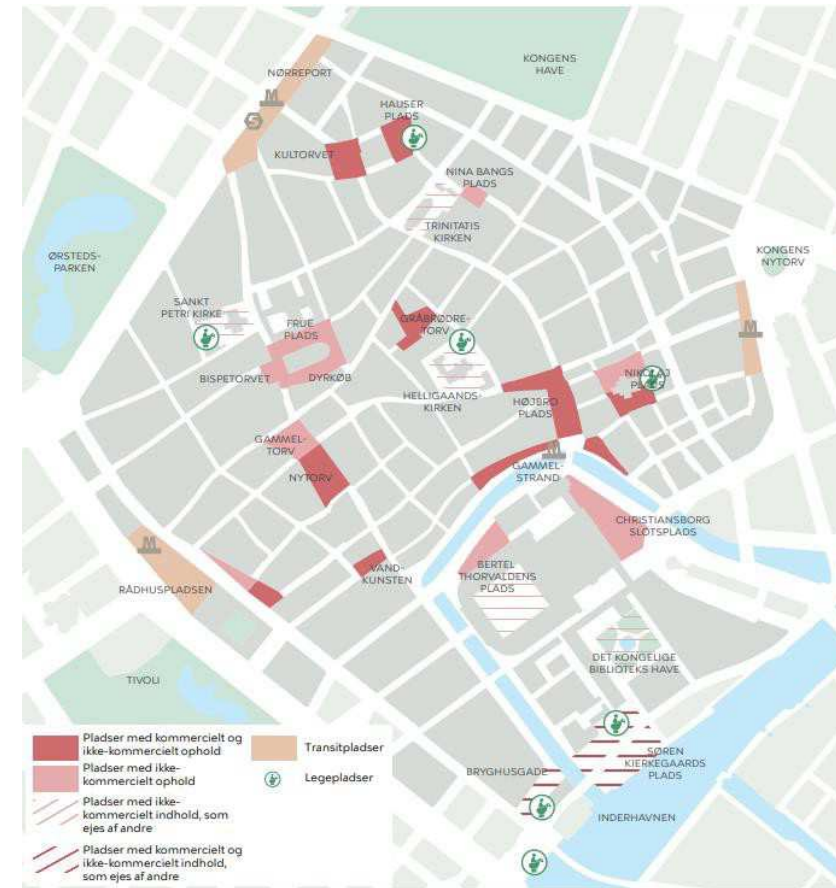 KONGENS
HAVE
NØRREPORT
M
S
HAUSER
PLADS
KULTORVET
NINA BANGS
PLADS
TRINITATIS
KIRKEN
KONGENS
NYTORV
ØRSTEDS-
PARKEN
SANKT
PETRI KIRKE
FRUE
PLADS
GRÅBRØDRE-
TORV
M
BISPETORVET
DYRKØB
HELLIGAANDS-
KIRKEN
HØJBRO
PLADS
NIKOLAJ
PLADS
GAMMEL-
TORV
NYTORV
M
GAMMEL-
STRAND
CHRISTIANSBORG
SLOTSPLADS
M
RÅDHUSPLADSEN
VAND-
KUNSTEN
BERTEL
THORVALDENS
PLADS
DET KONGELIGE
BIBLIOTEKS HAVE
TIVOLI
SØREN
KIERKEGAARDS
PLADS
BRYGHUSGADE
INDERHAVNEN
Pladser med kommercielt og
ikke-kommercielt ophold
Pladser med ikke-
kommercielt ophold
Pladser med ikke-
kommercielt indhold, som
ejes af andre
Pladser med kommercielt og
ikke-kommercielt indhold,
som ejes af andre
Transitpladser
Legepladser